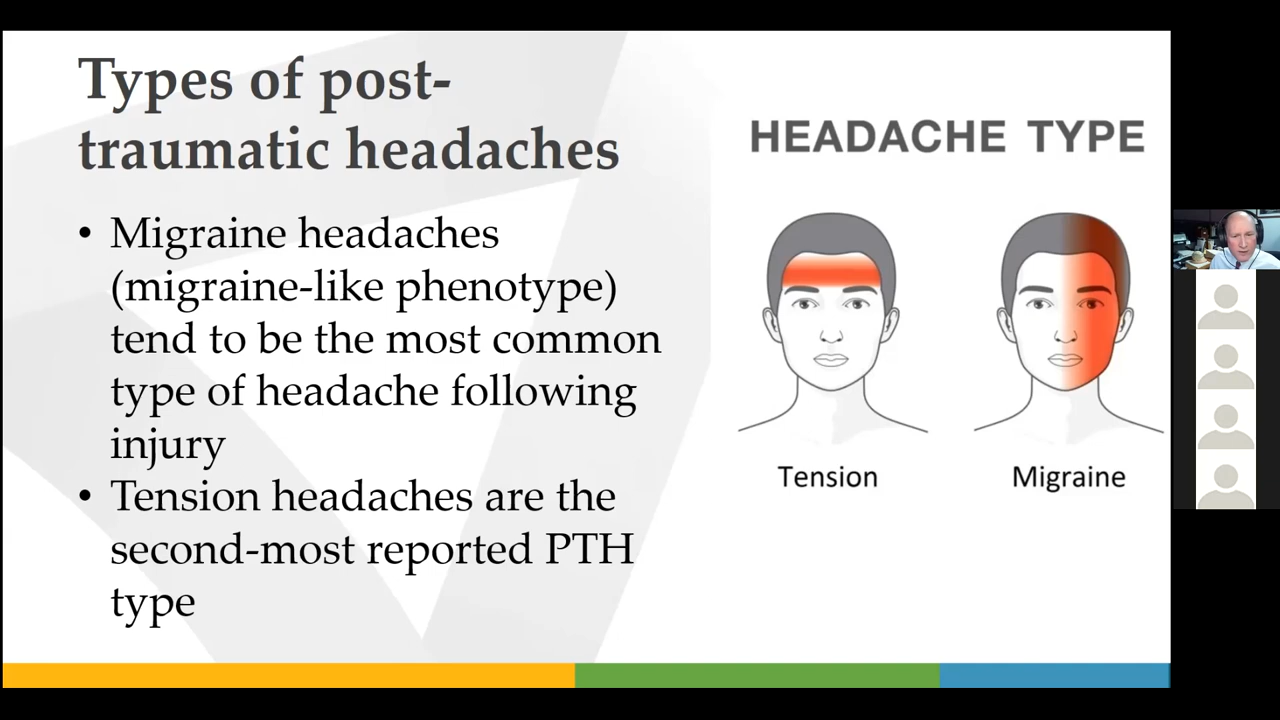 Types of post-
traumatic headaches
• Migraine headaches
(migraine-like phenotype)
tend to be the most common
type of headache following
injury
• Tension headaches are the
second-most reported PTH
type
HEADACHE TYPE
Tension
Migraine